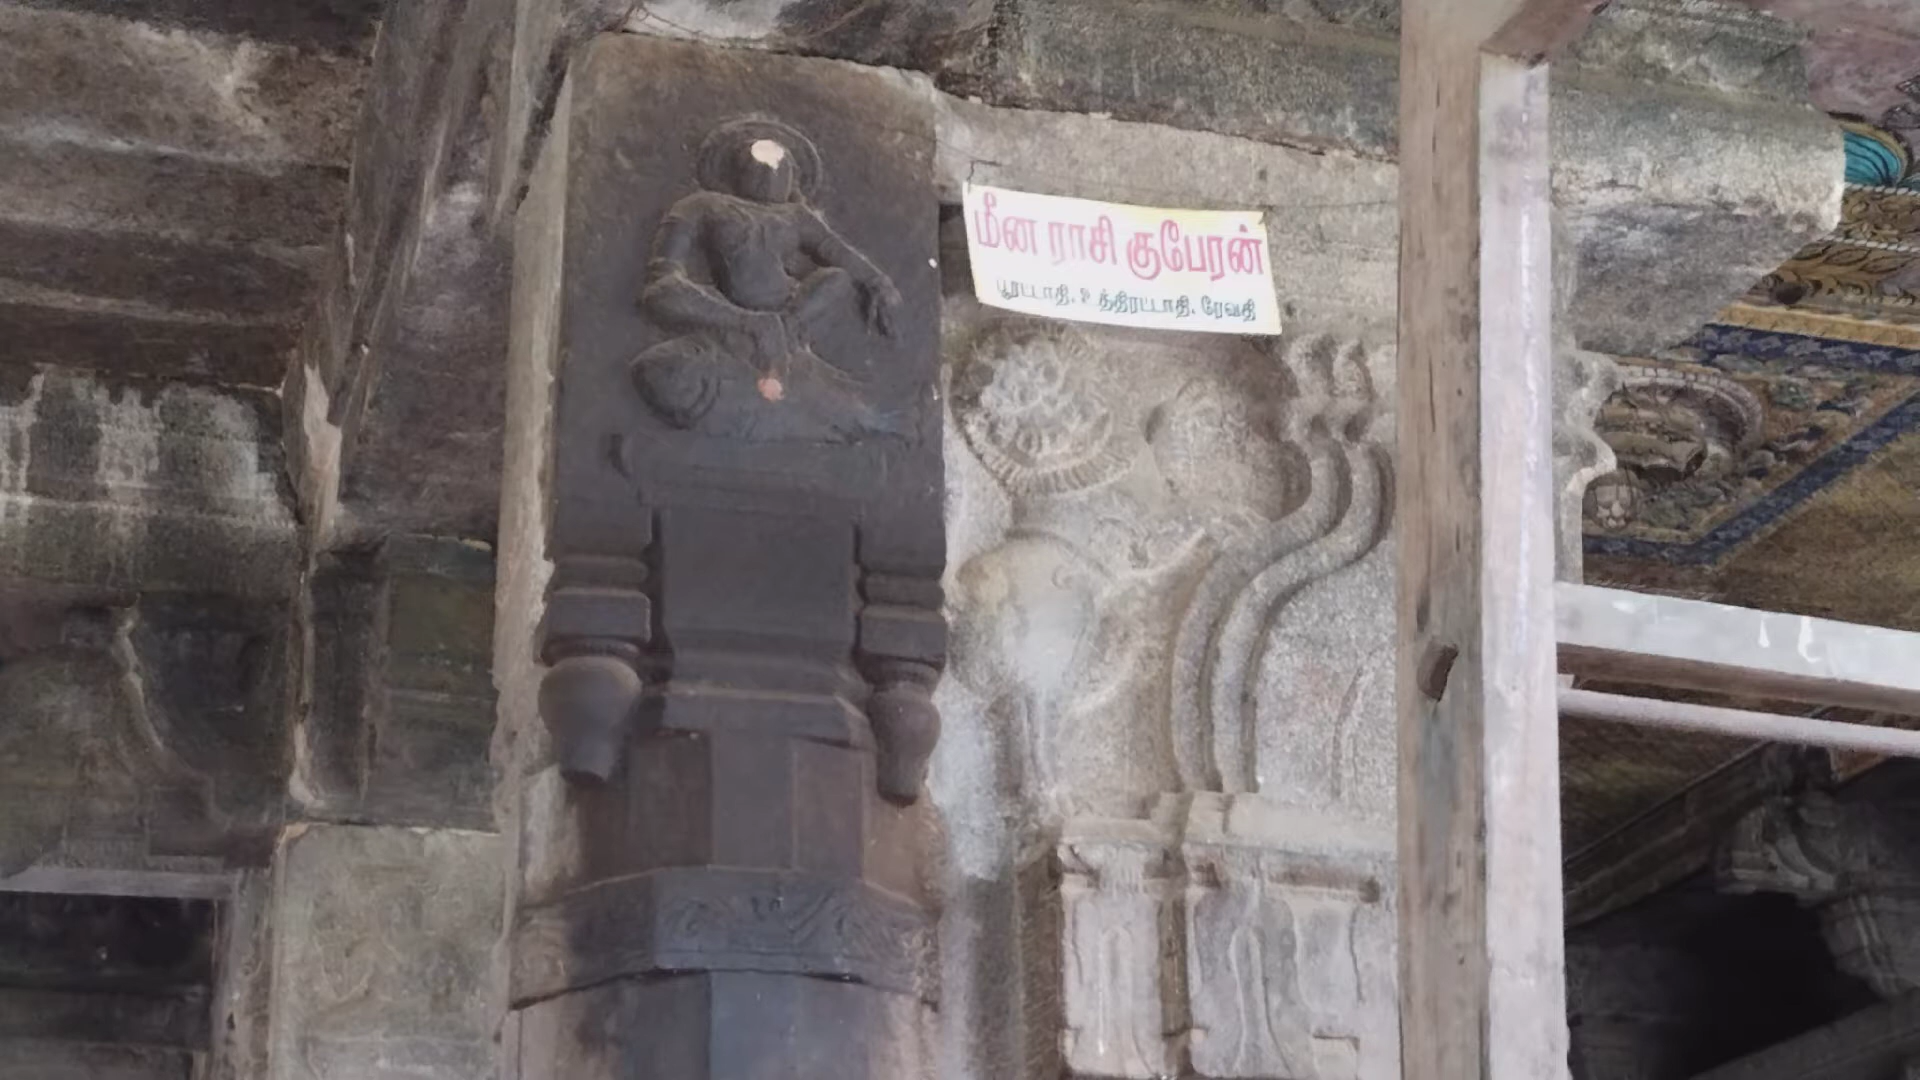 மீன ராசி குபேரன்
பூரட்டாதி, உத்திரட்டாதி, ரேவதி